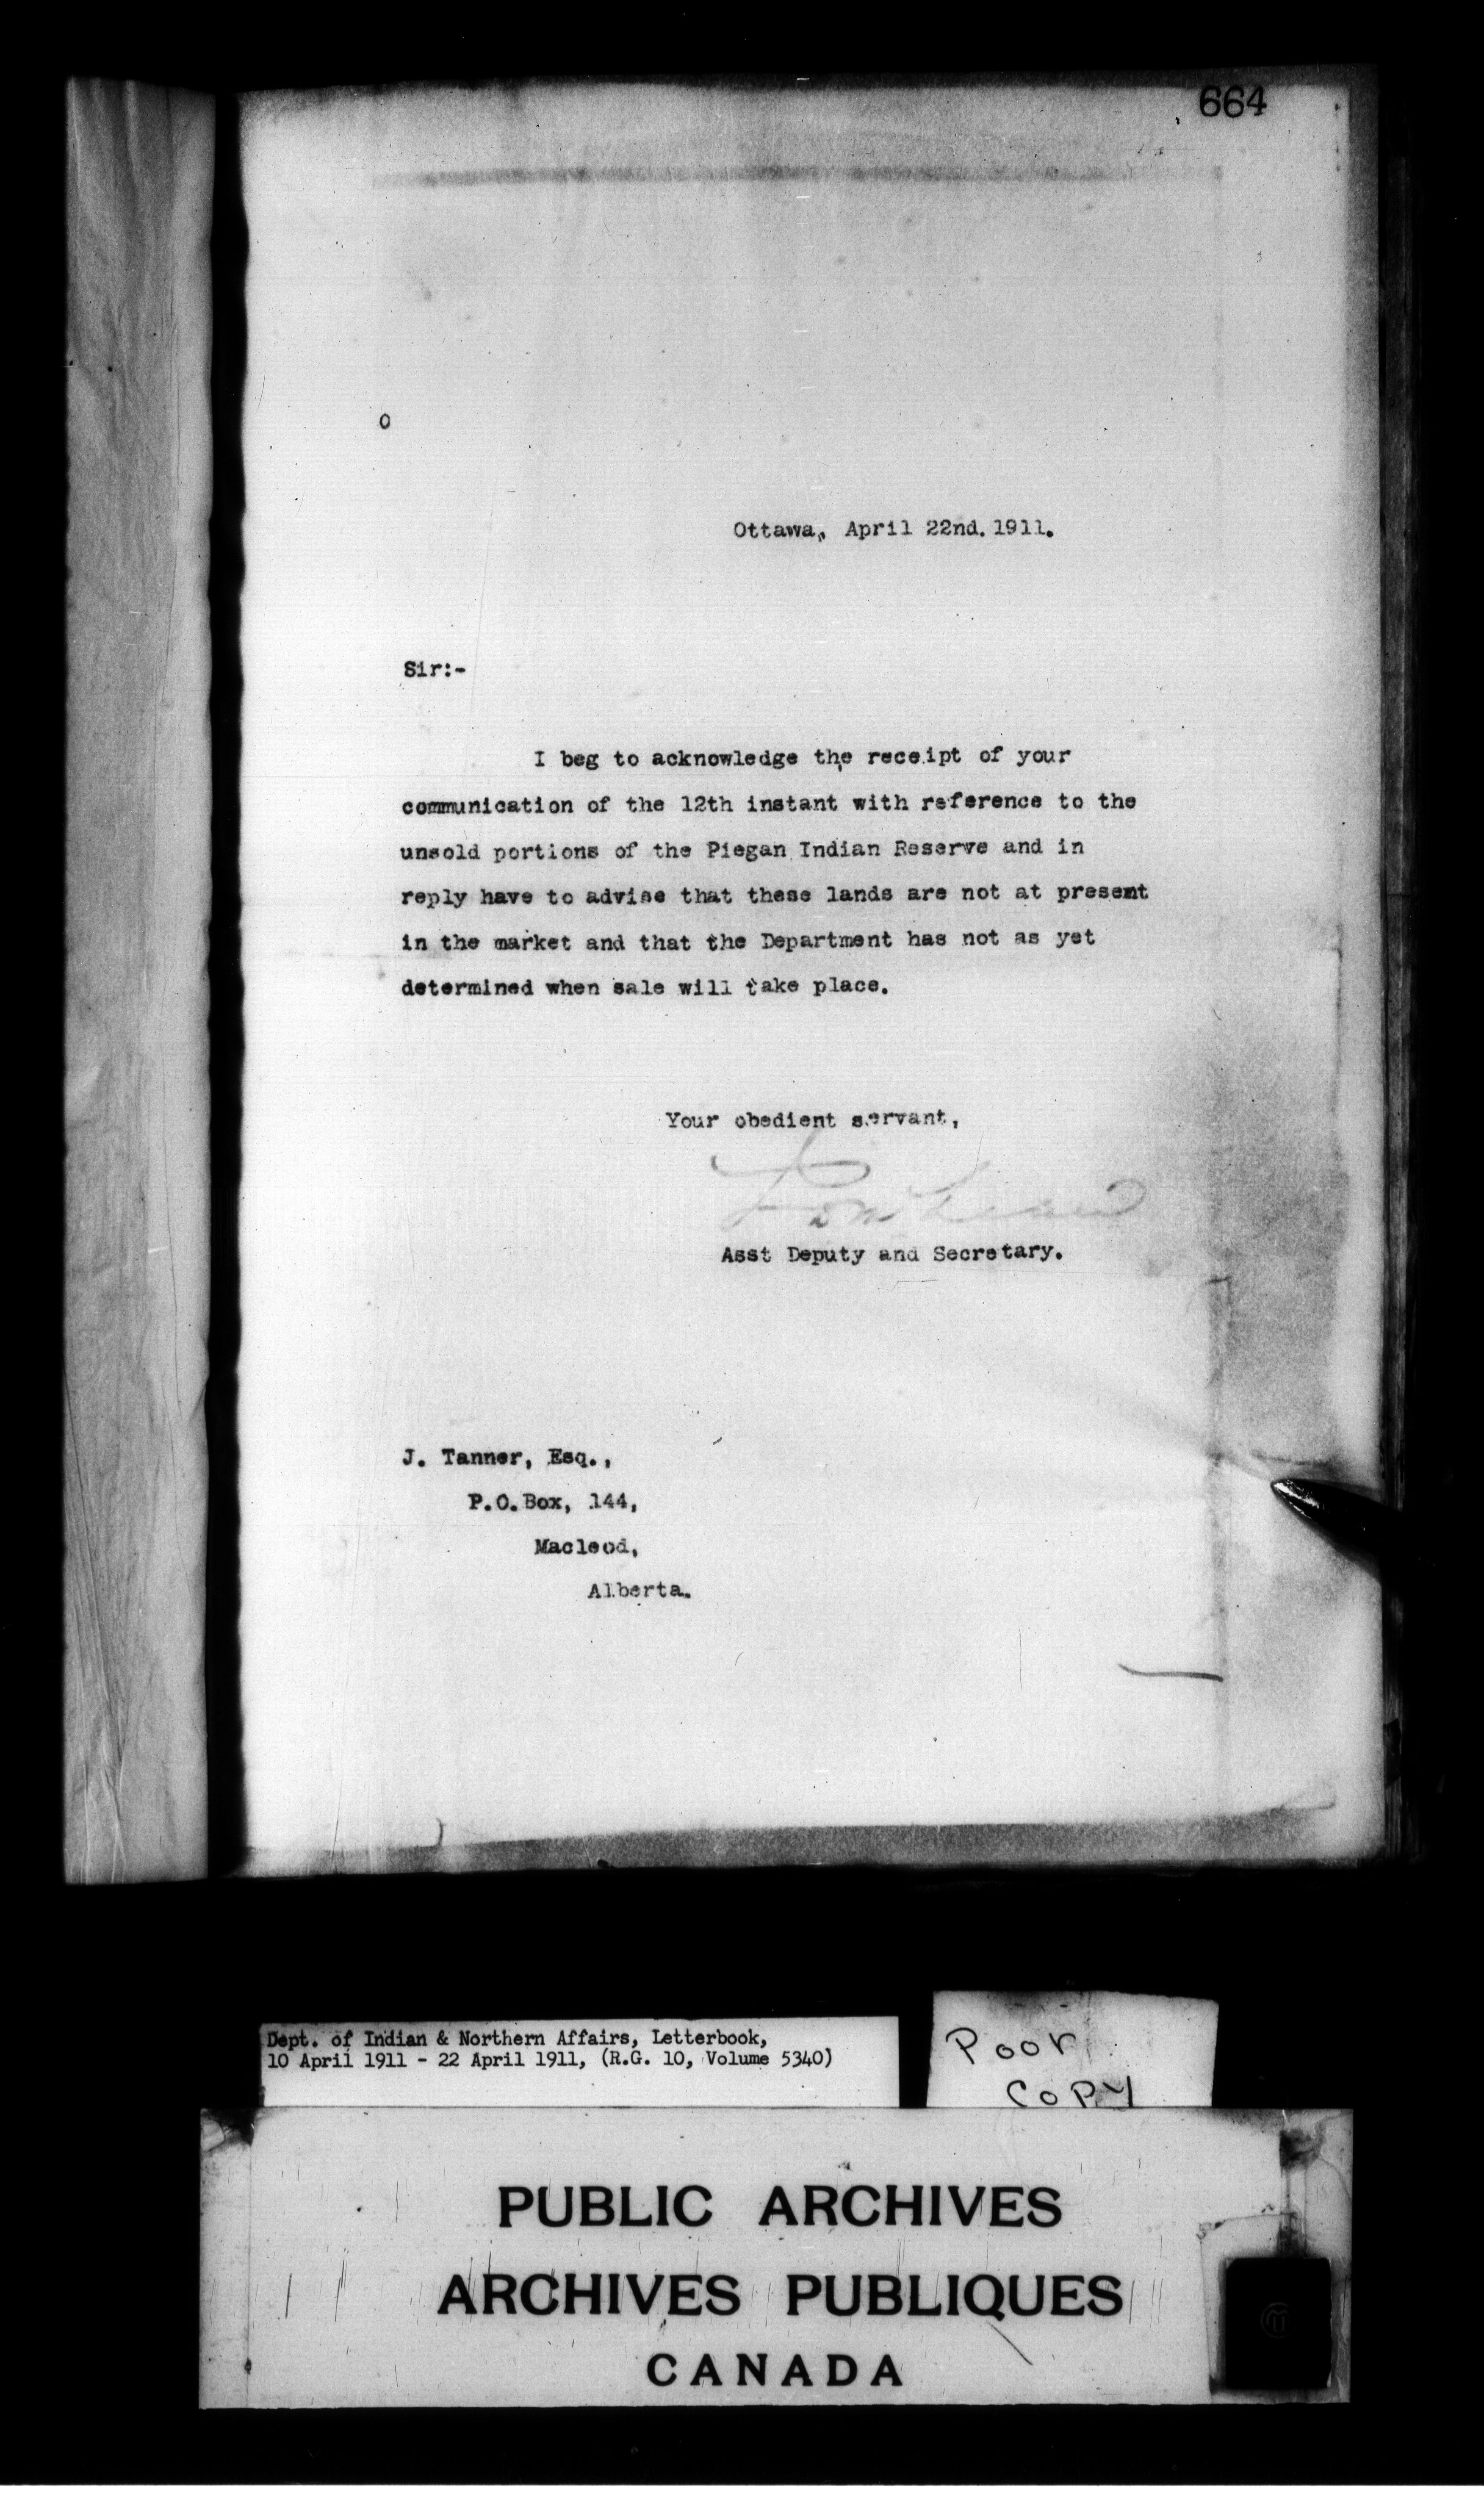 664
o
Ottawa, April 22nd. 1911.
Sir:-
I beg to acknowledge the receipt of your
communication of the 12th instant with reference to the
unsold portions of the Piegan Indian Reserve and in
reply have to advise that these lands are not at present
in the market and that the Department has not as yet
determined when sale will take place.
Your obedient servant,
Asst Deputy and Secretary.
J. Tanner, Esq.,
P.O.Box, 144,
Macleod,
Alberta.
Dept. of Indian & Northern Affairs, Letterbook,
10 April 1911 - 22 April 1911, (R.G. 10, Volume 5340)
Poor
COPY
PUBLIC ARCHIVES
ARCHIVES PUBLIQUES
CANADA